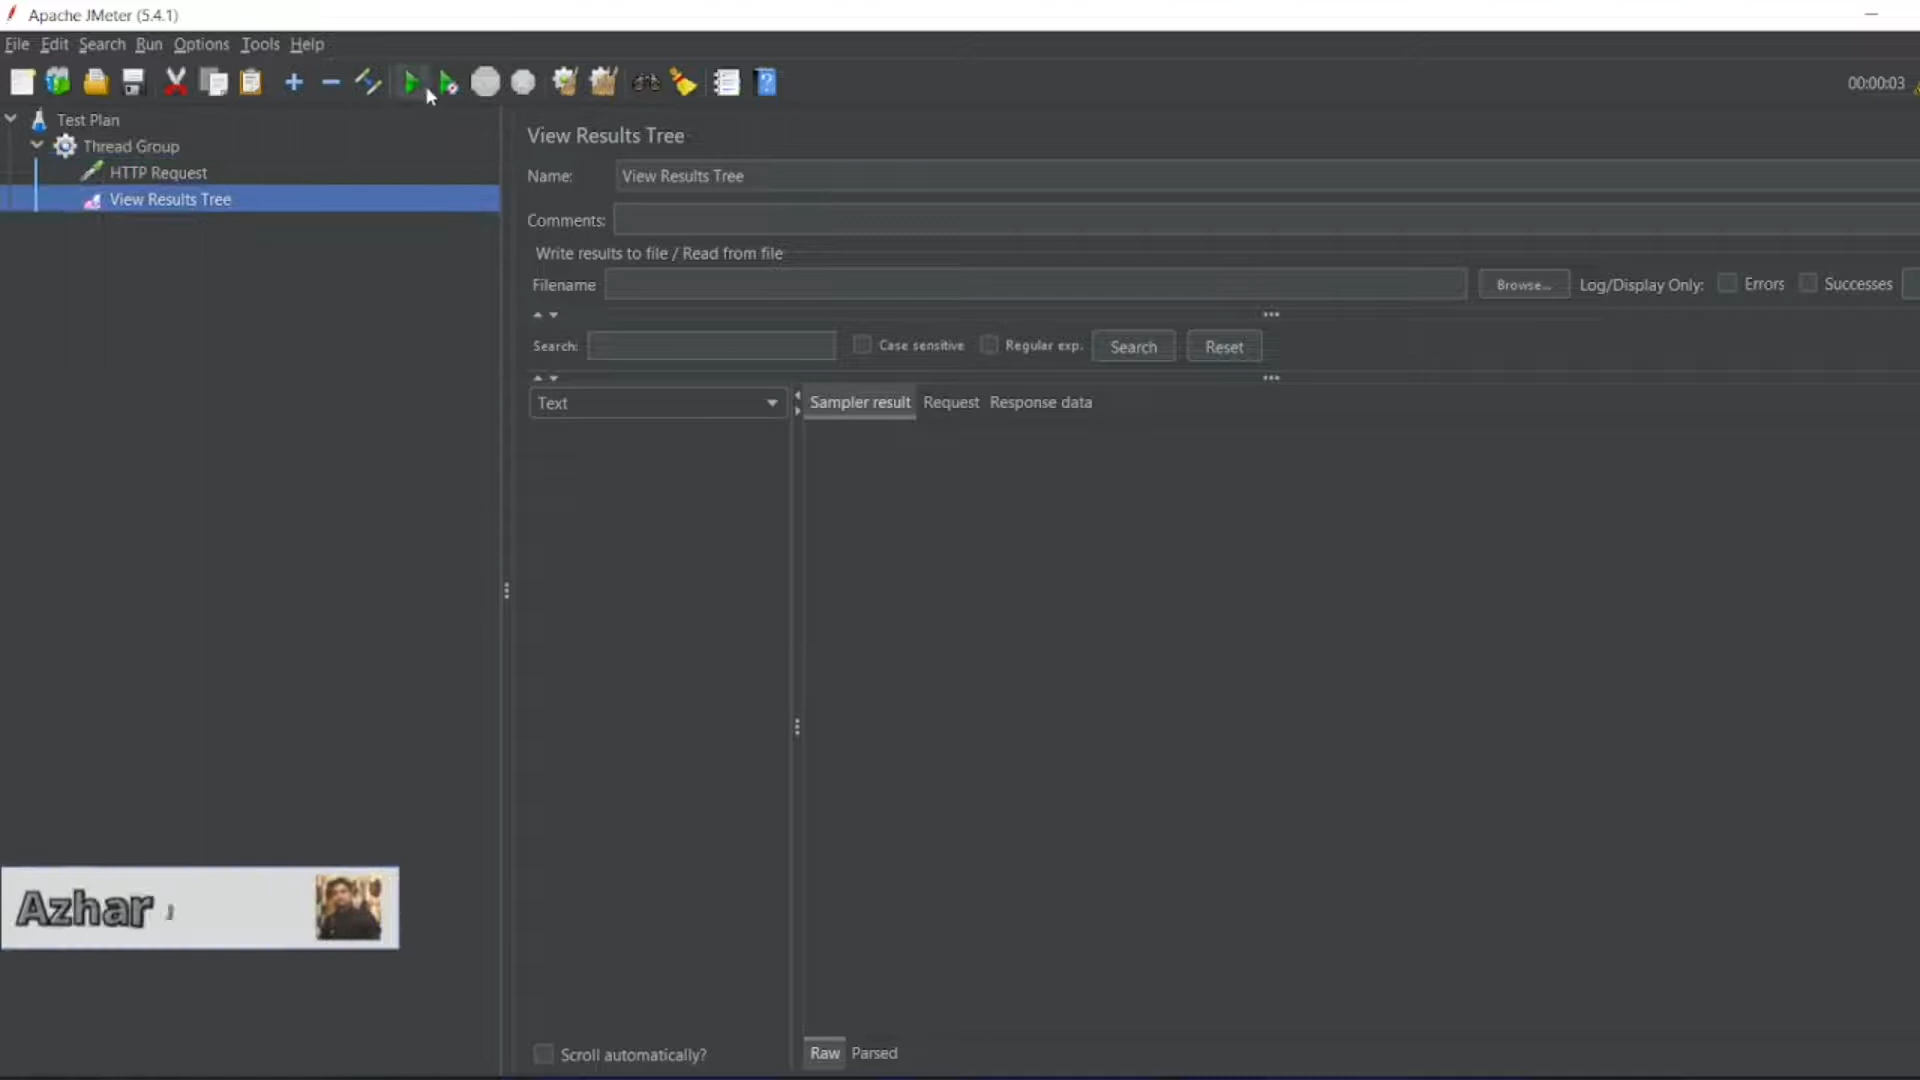 Apache JMeter (5.4.1)
File Edit Search Run Options Tools Help
00:00:03
Test Plan
Thread Group
HTTP Request
View Results Tree
View Results Tree
Name: View Results Tree
Comments:
Write results to file / Read from file
Filename Browse... Log/Display Only: Errors Successes
Search: Case sensitive Regular exp. Search Reset
Text Sampler result Request Response data
Azhar
Scroll automatically? Raw Parsed